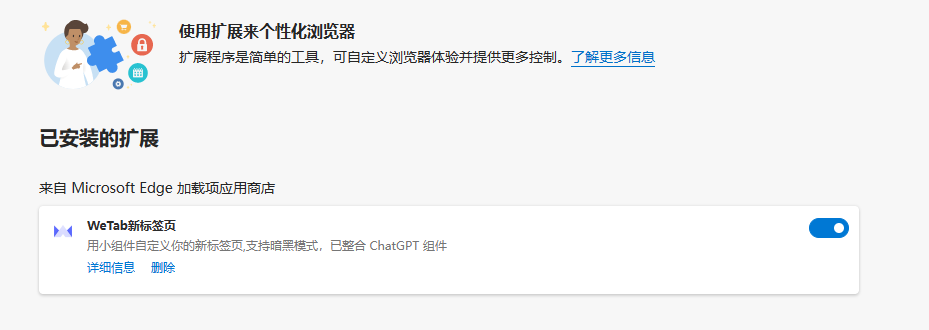 使用扩展来个性化浏览器
扩展程序是简单的工具，可自定义浏览器体验并提供更多控制。了解更多信息
已安装的扩展
来自 Microsoft Edge 加载项应用商店
WeTab新标签页
用小组件自定义你的新标签页,支持暗黑模式，已整合 ChatGPT 组件
详细信息 删除